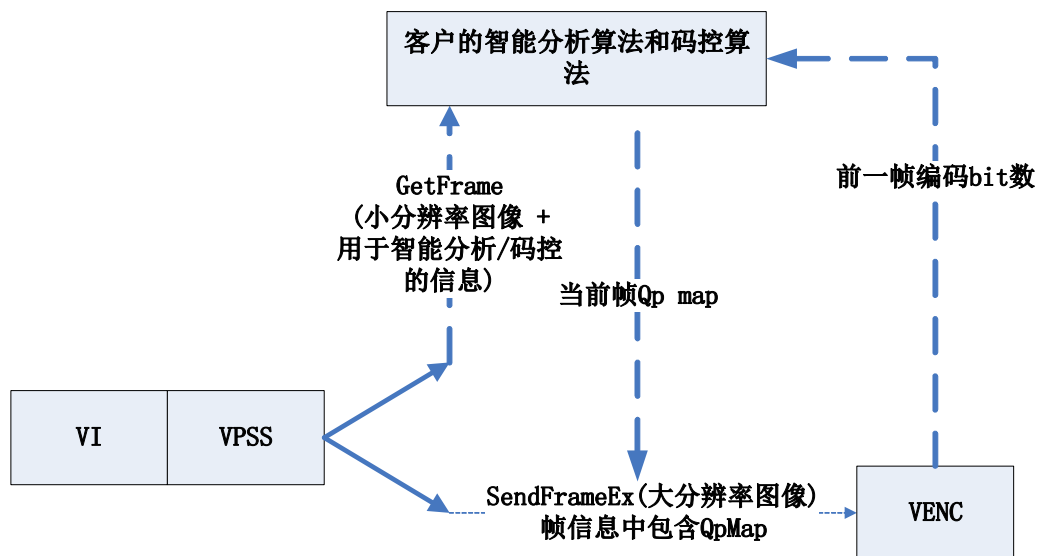 客户的智能分析算法和码控算
法
GetFrame
(小分辨率图像 +
用于智能分析/码控
的信息)
前一帧编码bit数
当前帧Qp map
VI
VPSS
SendFrameEx(大分辨率图像)
帧信息中包含QpMap
VENC